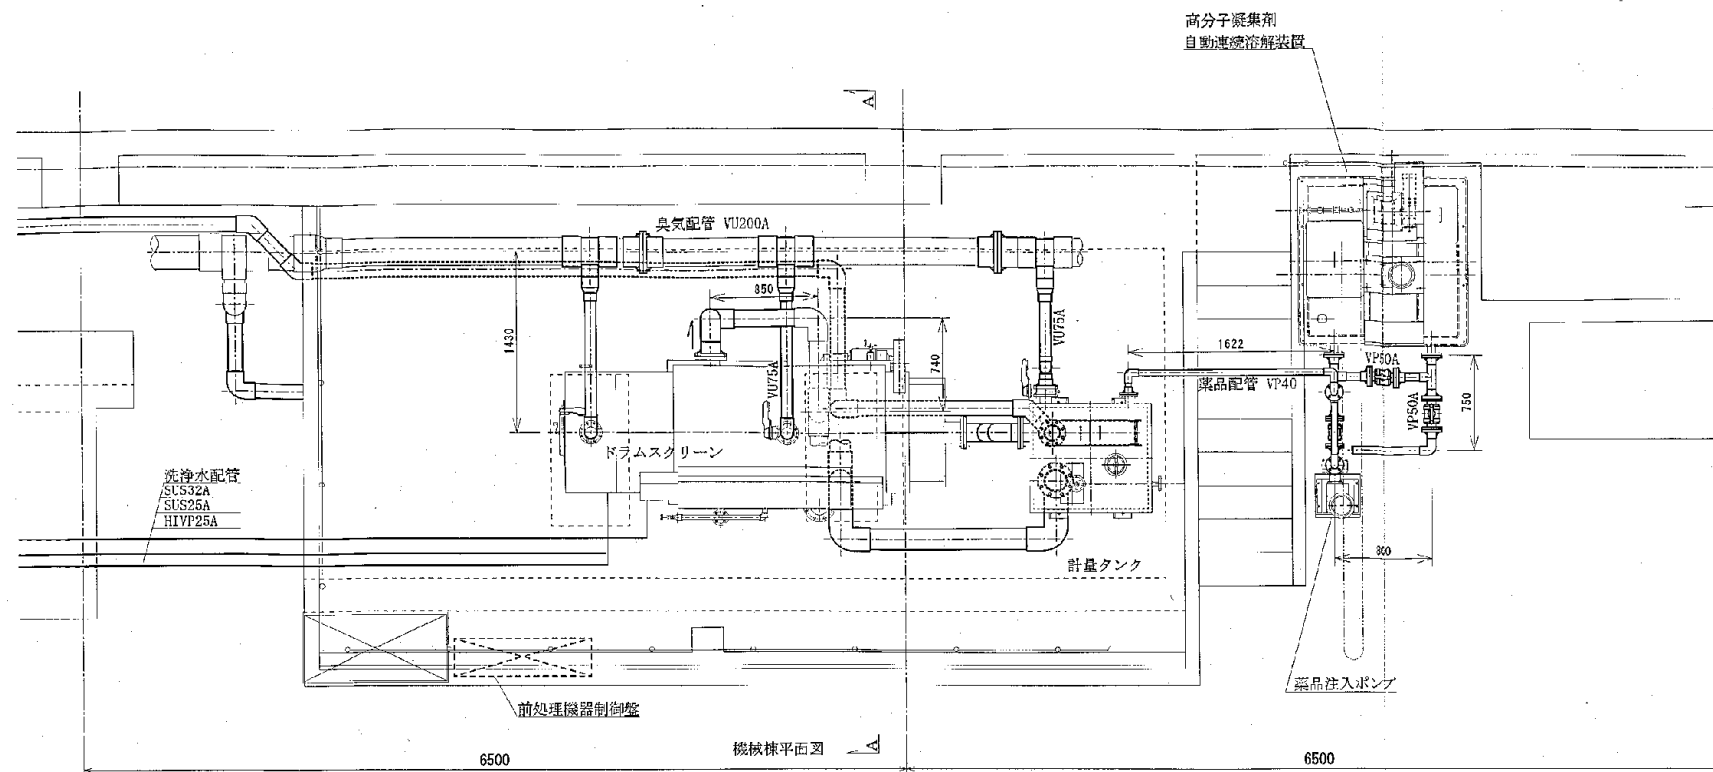 高分子凝集剤
自動連続溶解装置
A
臭気配管 VU200A
850
1430
VU75A
740
VU75A
1622
VP50A
薬品配管 VP40
VP50A
750
ドラムスクリーン
洗浄水配管
SUS32A
SUS25A
HIVP25A
計量タンク
800
薬品注入ポンプ
前処理機器制御盤
機械棟平面図
A
6500
6500